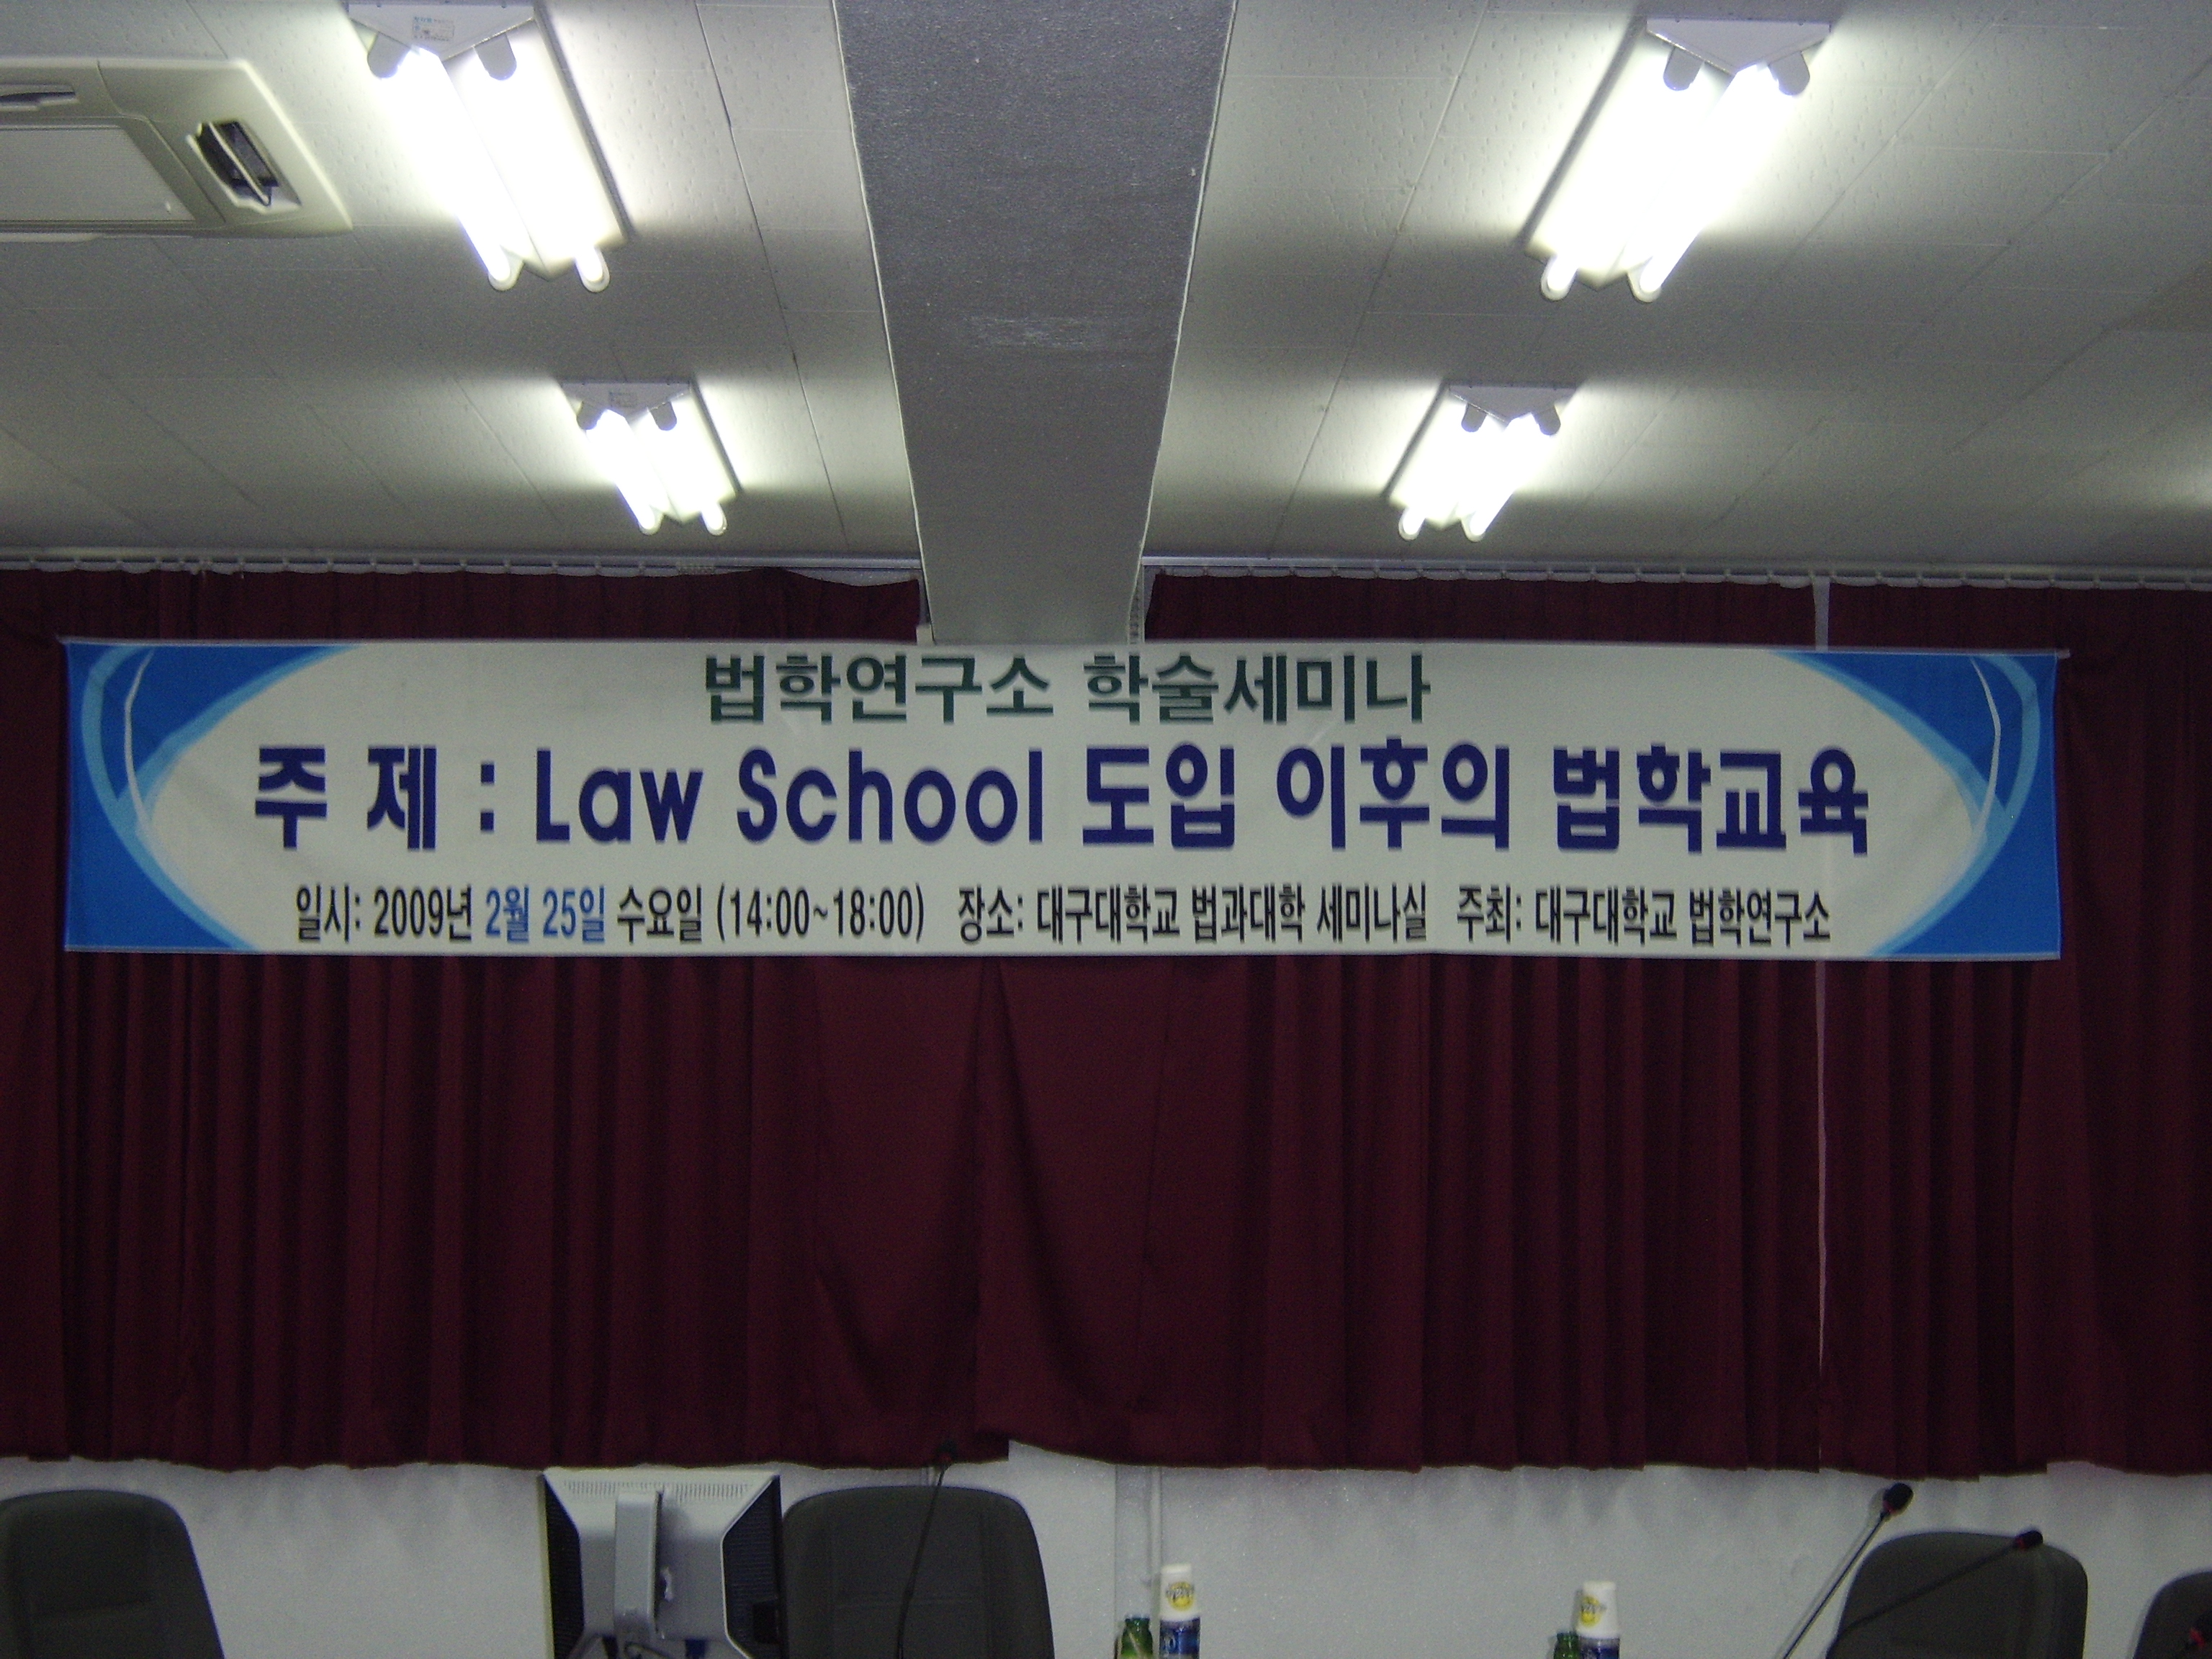 법학연구소 학술세미나
주 제 : Law School 도입 이후의 법학교육
일시: 2009년 2월 25일 수요일 (14:00~18:00) 장소: 대구대학교 법과대학 세미나실 주최: 대구대학교 법학연구소